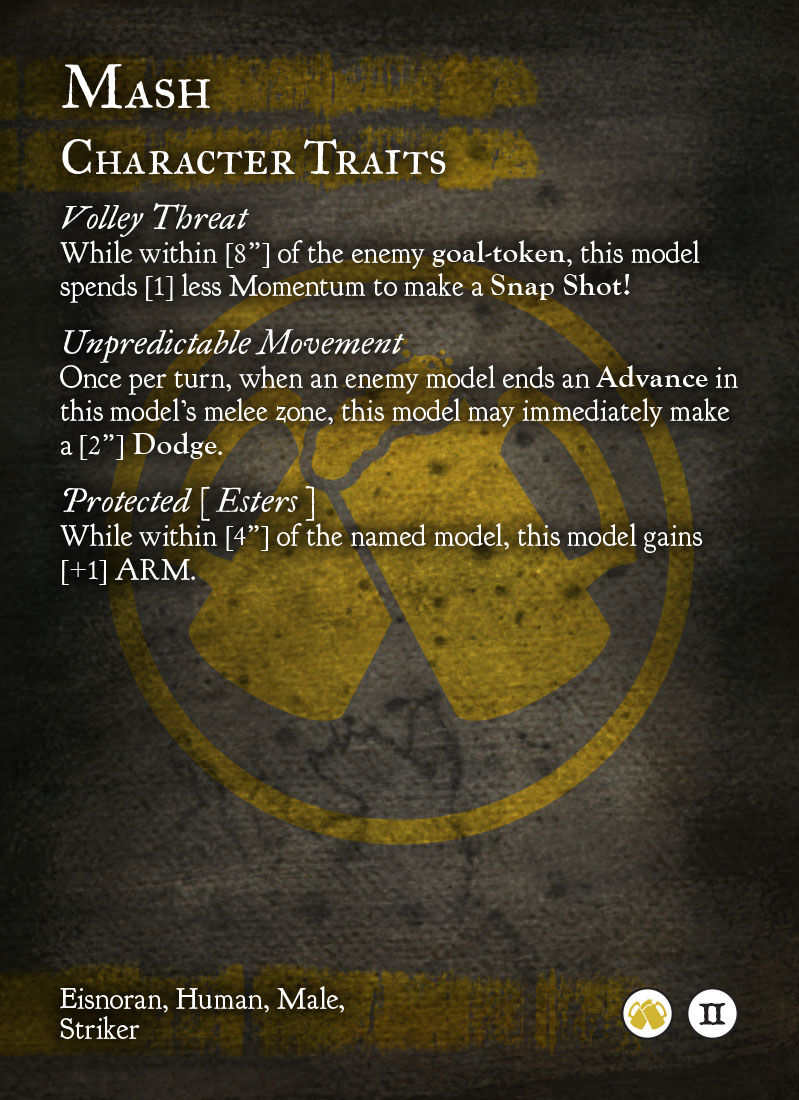 Mash
Character Traits
Volley Threat
While within [8”] of the enemy goal-token, this model
spends [1] less Momentum to make a Snap Shot!
Unpredictable Movement
Once per turn, when an enemy model ends an Advance in
this model’s melee zone, this model may immediately make
a [2”] Dodge.
Protected [ Esters ]
While within [4”] of the named model, this model gains
[+1] ARM.
Eisnoran, Human, Male,
Striker
II